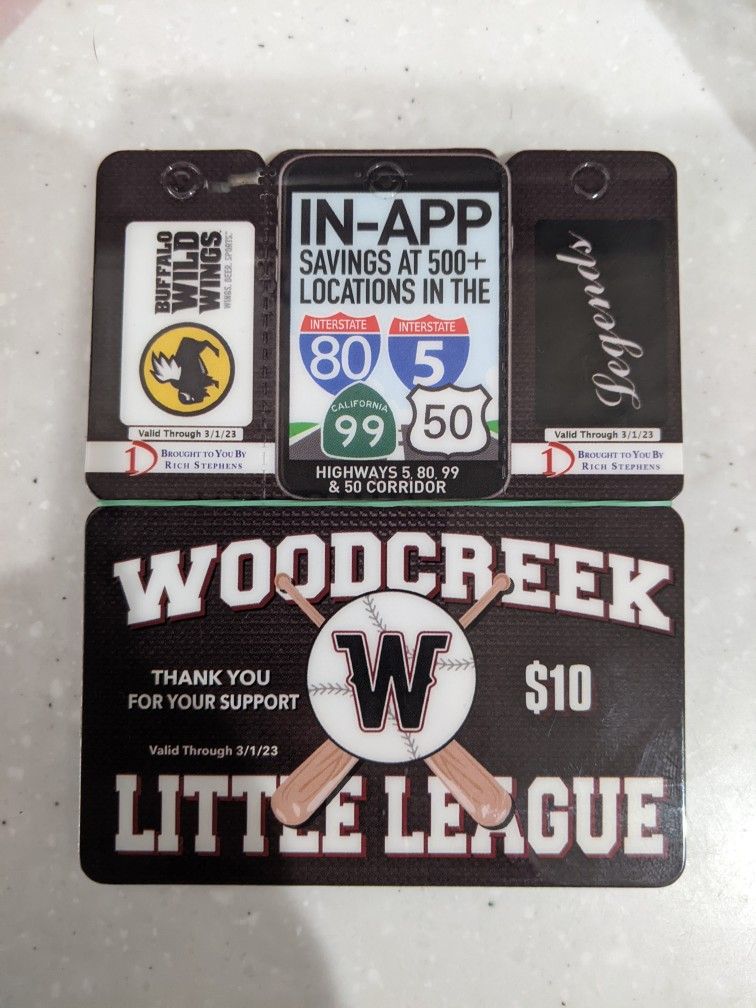 BUFFALO
WILD
WINGS
WINGS. BEER. SPORTS.
Valid Through 3/1/23
1D BROUGHT TO YOU BY
RICH STEPHENS
IN-APP
SAVINGS AT 500+
LOCATIONS IN THE
INTERSTATE
80
INTERSTATE
5
CALIFORNIA
99
50
HIGHWAYS 5, 80, 99
& 50 CORRIDOR
Legends
Valid Through 3/1/23
1D BROUGHT TO YOU BY
RICH STEPHENS
WOODCREEK
THANK YOU
FOR YOUR SUPPORT
W
$10
Valid Through 3/1/23
LITTLE LEAGUE